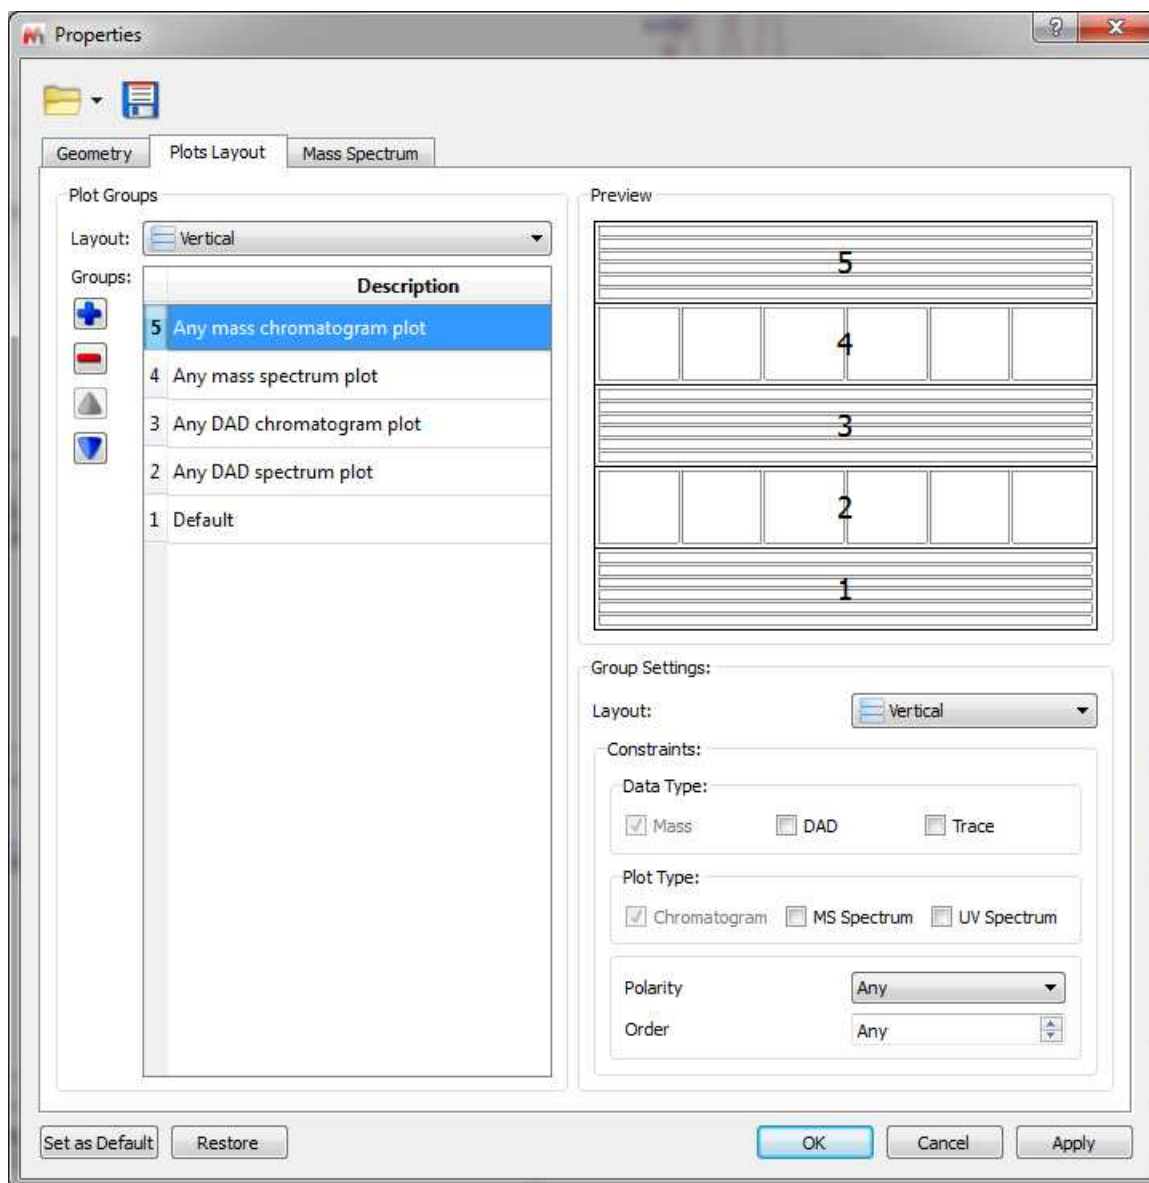 Properties
Geometry Plots Layout Mass Spectrum
Plot Groups
Layout: Vertical
Groups:
Description
5 Any mass chromatogram plot
4 Any mass spectrum plot
3 Any DAD chromatogram plot
2 Any DAD spectrum plot
1 Default
Preview
5
4
3
2
1
Group Settings:
Layout: Vertical
Constraints:
Data Type:
Mass DAD Trace
Plot Type:
Chromatogram MS Spectrum UV Spectrum
Polarity Any
Order Any
Set as Default Restore OK Cancel Apply